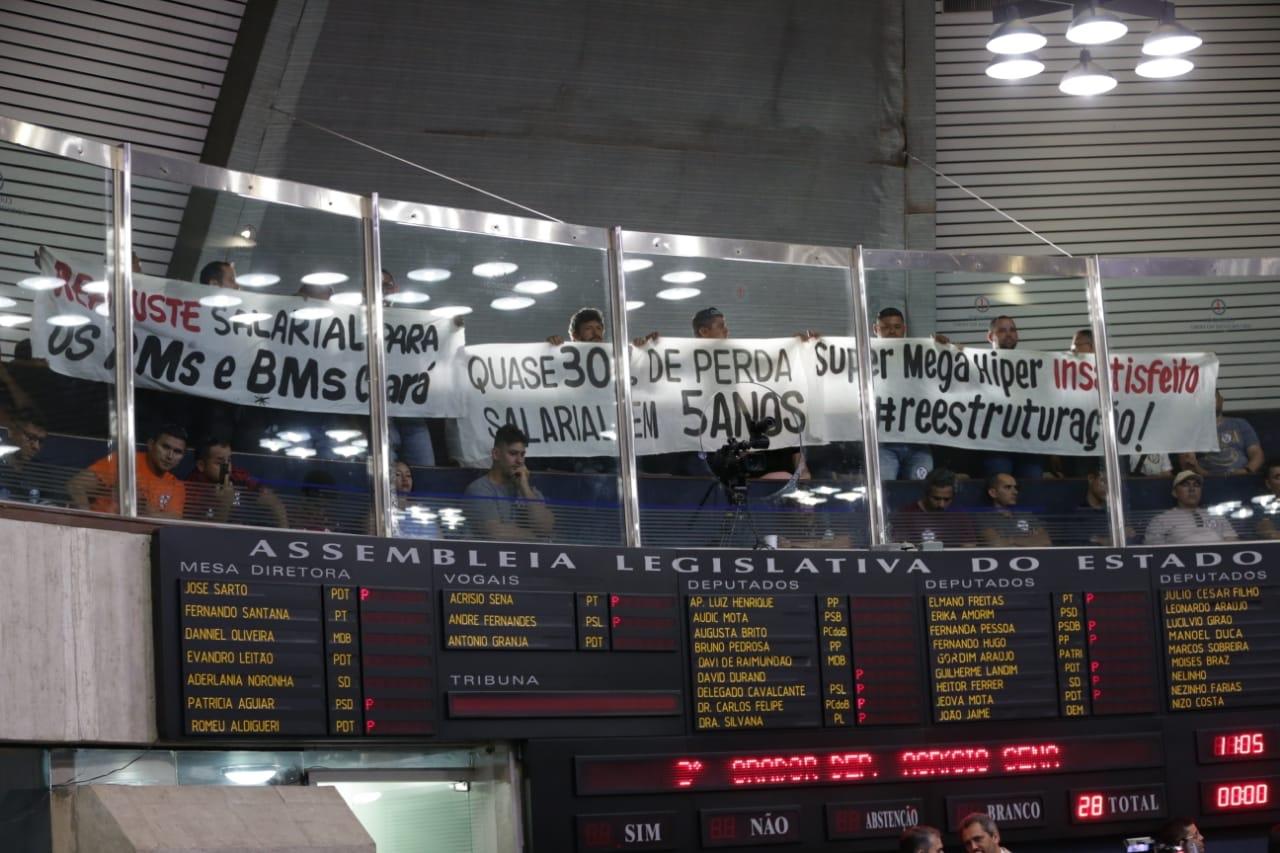 REAJUSTE SALARIAL PARA
OS PMs e BMs Ceará
QUASE 30% DE PERDA
SALARIAL EM 5 ANOS
Super Mega Hiper Insatisfeito
#reestruturação!
ASSEMBLEIA LEGISLATIVA DO ESTADO
MESA DIRETORA
JOSE SARTO PDT P
FERNANDO SANTANA PT
DANNIEL OLIVEIRA MDB
EVANDRO LEITÃO PDT
ADERLANIA NORONHA SD
PATRICIA AGUIAR PSD P
ROMEU ALDIGUERI PDT P
VOGAIS
ACRISIO SENA PT P
ANDRE FERNANDES PSL P
ANTONIO GRANJA PDT
TRIBUNA
DEPUTADOS
AP. LUIZ HENRIQUE PP
AUDIC MOTA PSB
AUGUSTA BRITO PCdoB
BRUNO PEDROSA PP
DAVI DE RAIMUNDAO MDB
DAVID DURAND P
DELEGADO CAVALCANTE PSL P
DR. CARLOS FELIPE PCdoB P
DRA. SILVANA PL P
DEPUTADOS
ELMANO FREITAS PT P
ERIKA AMORIM PSD
FERNANDA PESSOA PSDB P
FERNANDO HUGO PP P
GORDIM ARAUJO PATRI
GUILHERME LANDIM PDT P
HEITOR FERRER SD P
JEOVA MOTA PDT P
JOÃO JAIME DEM
DEPUTADOS
JULIO CESAR FILHO
LEONARDO ARAUJO
LUCILVIO GIRAO
MANOEL DUCA
MARCOS SOBREIRA
MOISES BRAZ
NELINHO
NEZINHO FARIAS
NIZO COSTA
3º ORADOR DEP. ACRISIO SENA
11:05
00:00
SIM
NÃO
ABSTENÇÃO
BRANCO
28 TOTAL